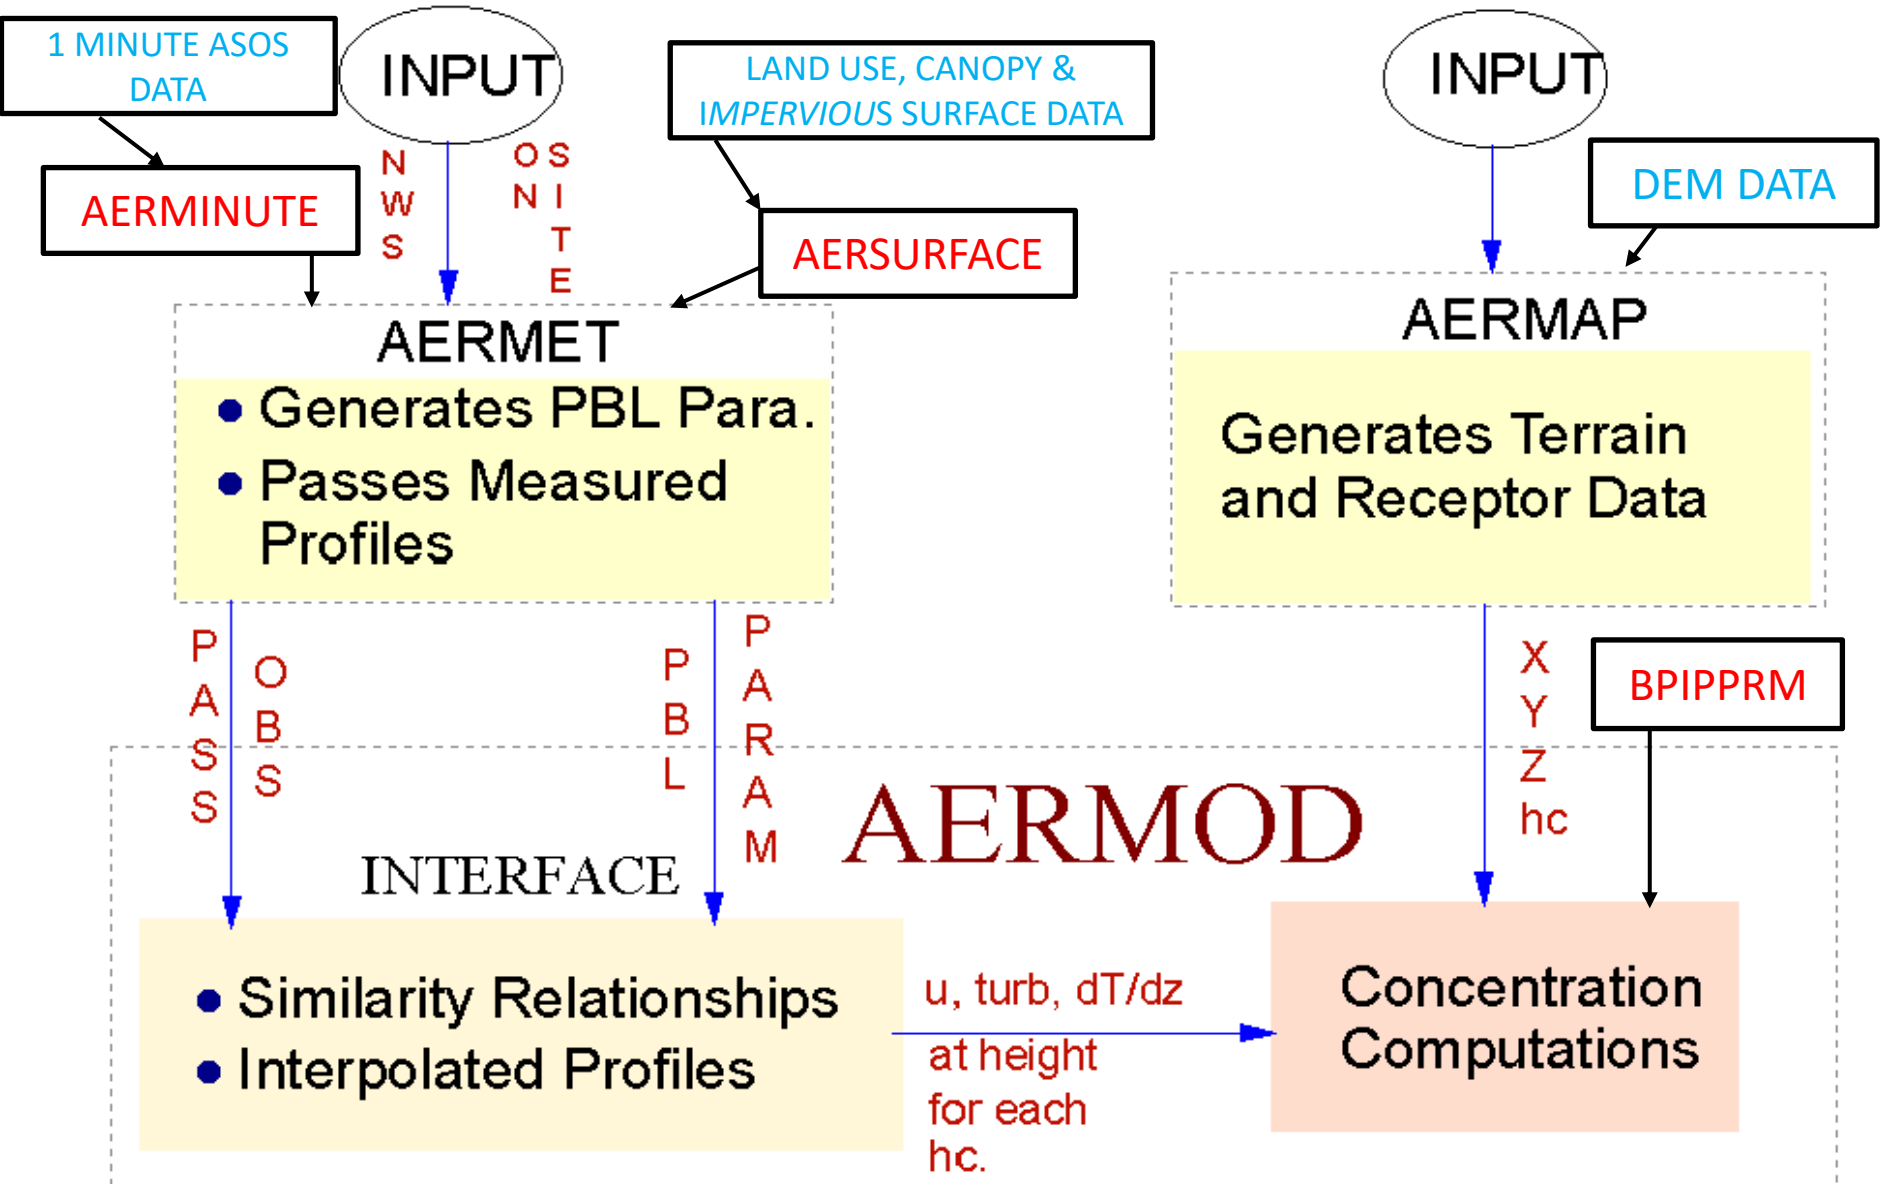 1 MINUTE ASOS
DATA
INPUT
LAND USE, CANOPY &
IMPERVIOUS SURFACE DATA
INPUT
NWS
ON
SITE
DEM DATA
AERMINUTE
AERSURFACE
AERMET
AERMAP
Generates PBL Para.
Passes Measured
Profiles
Generates Terrain
and Receptor Data
PASS
OBS
PBL
PARAM
X
Y
Z
hc
BPIPPRM
AERMOD
INTERFACE
Similarity Relationships
Interpolated Profiles
u, turb, dT/dz
at height
for each
hc.
Concentration
Computations